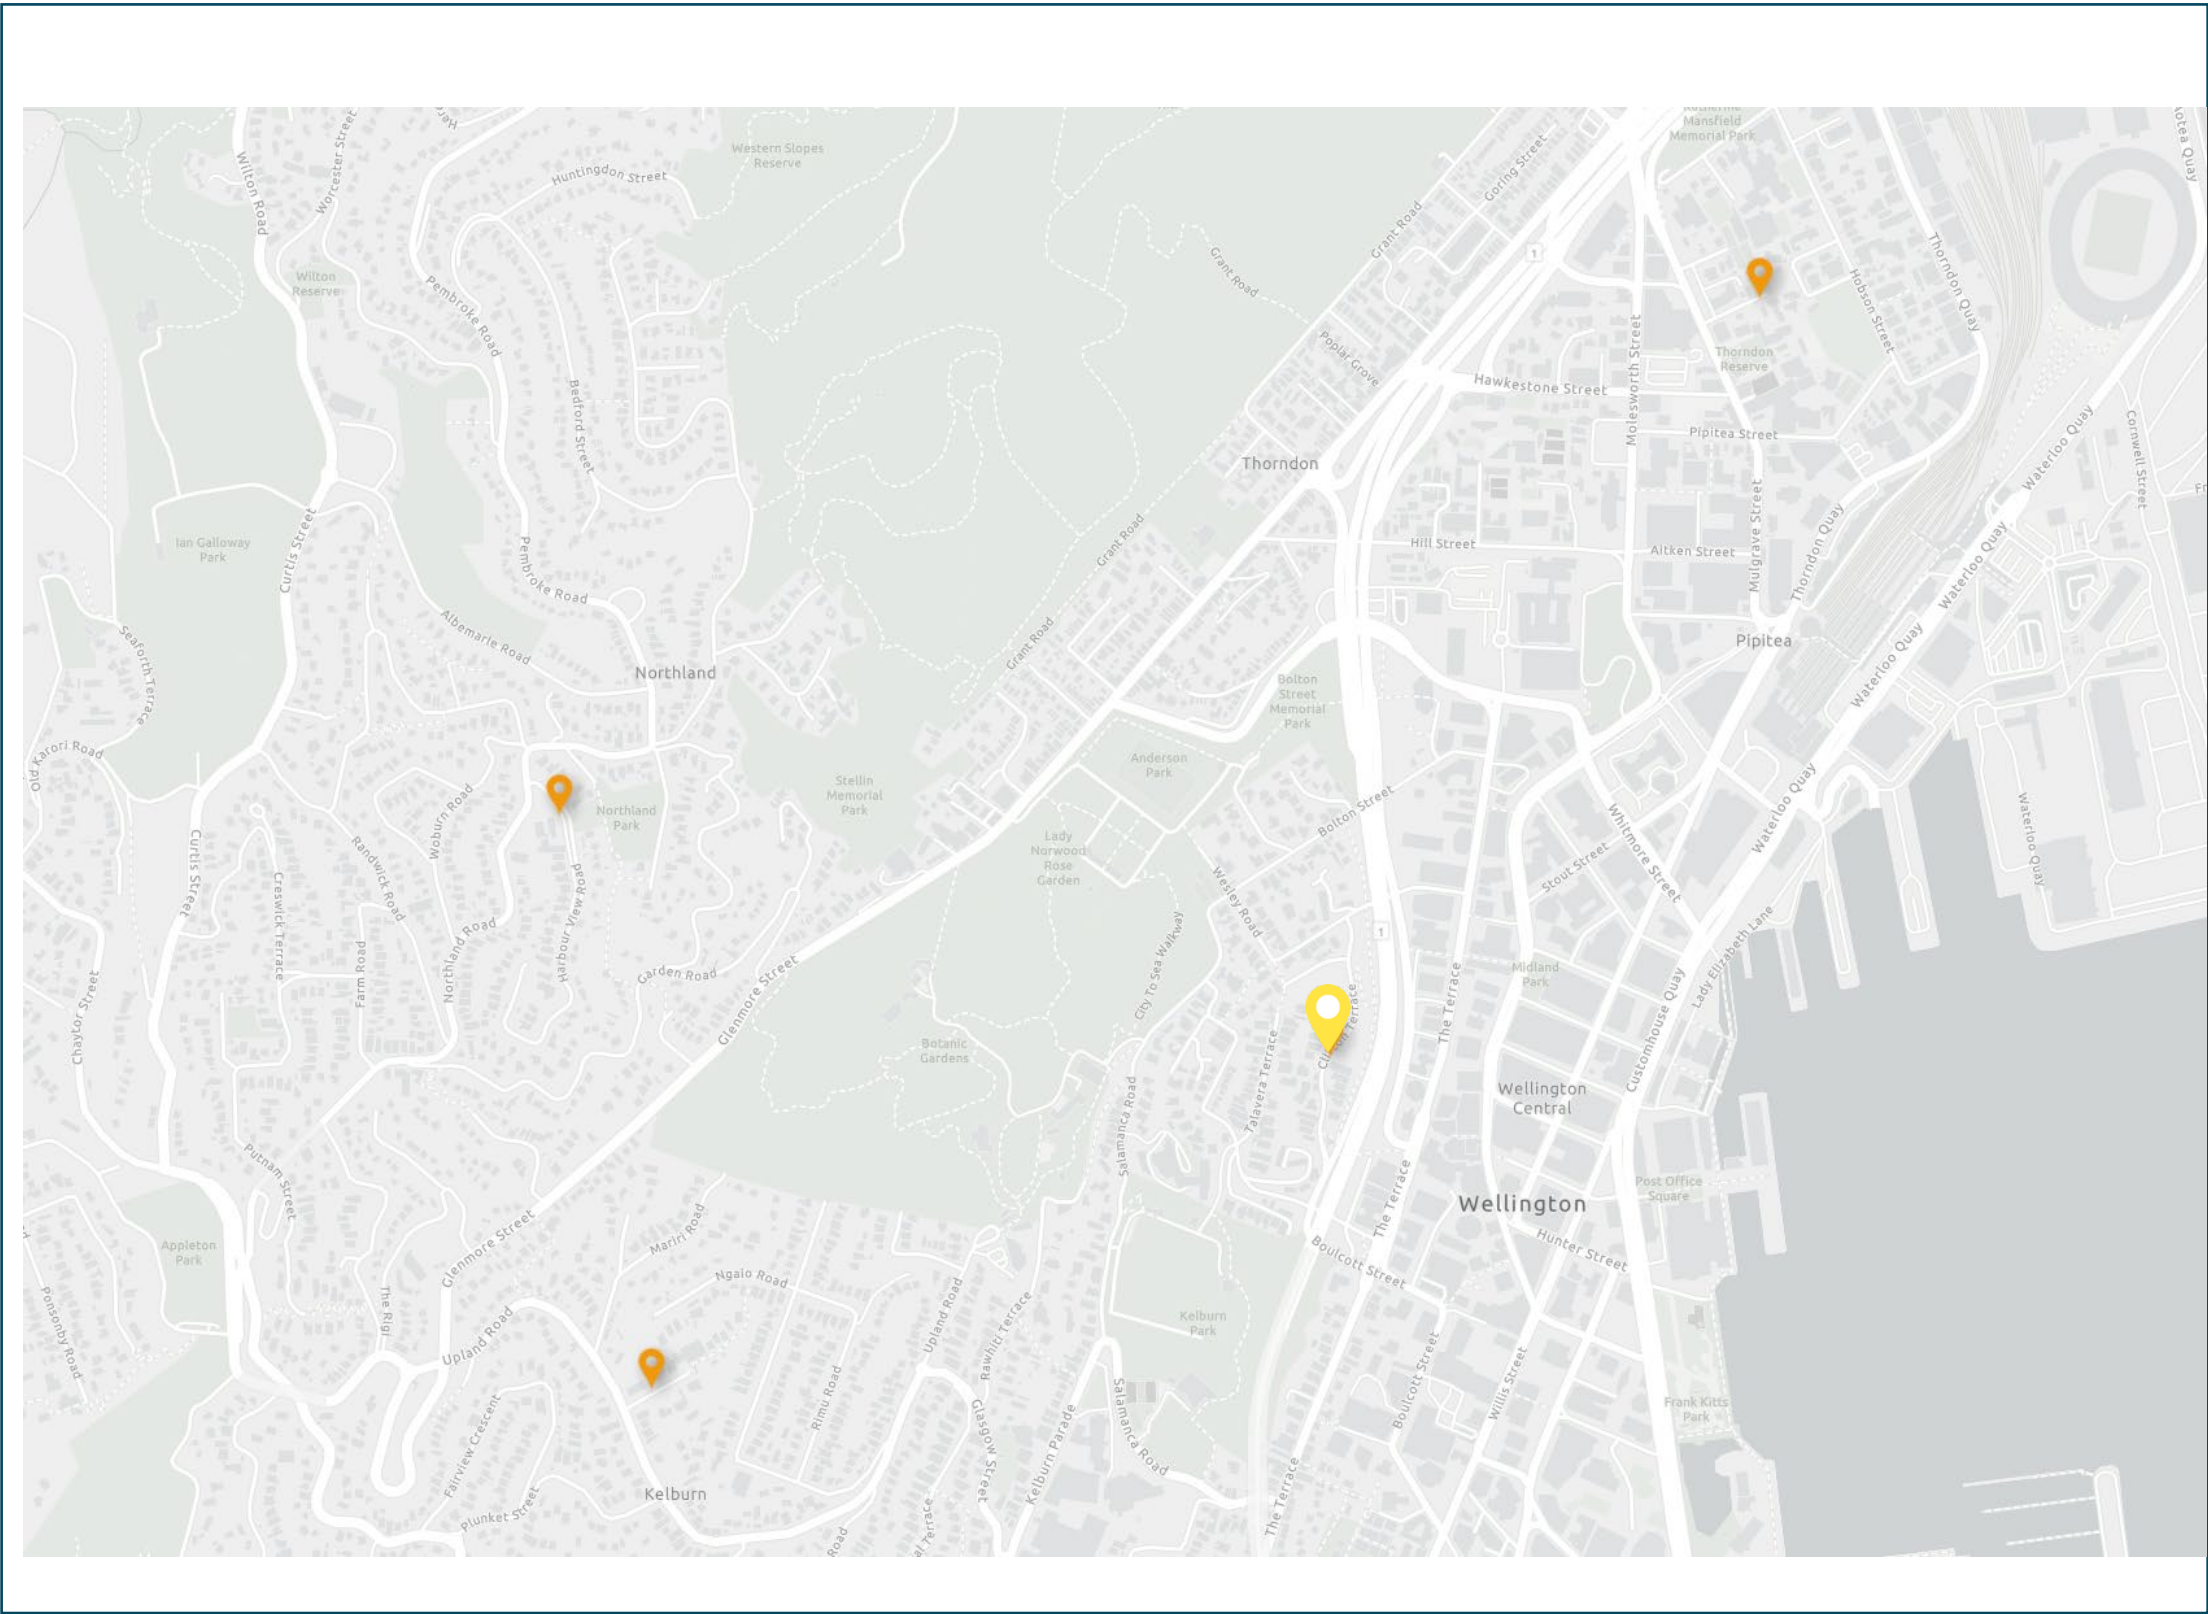 Mansfield
Memorial Park
Western Slopes
Reserve
Goring Street
Aotea Quay
Wilton Road
Worcester Street
Huntingdon Street
Grant Road
Grant Road
Thorndon Quay
Hobson Street
Wilton
Reserve
Pembroke Road
1
Poplar Grove
Thorndon
Reserve
Hawkestone Street
Molesworth Street
Bedford Street
Pipitea Street
Waterloo Quay
Cornwell Street
Thorndon
Curtis Street
Ian Galloway
Park
Pembroke Road
Grant Road
Hill Street
Aitken Street
Mulgrave Street
Thorndon Quay
Waterloo Quay
Seaforth Terrace
Albemarle Road
Grant Road
Northland
Pipitea
Waterloo Quay
Bolton
Street
Memorial
Park
Old Karori Road
Anderson
Park
Stellin
Memorial
Park
Northland
Park
Woburn Road
Bolton Street
Waterloo Quay
Waterloo Quay
Lady
Norwood
Rose
Garden
Whitmore Street
Stout Street
Curtis Street
Creswick Terrace
Randwick Road
Harbour View Road
Wesley Road
Northland Road
Farm Road
Garden Road
Glenmore Street
City To Sea Walkway
1
Midland
Park
Lady Elizabeth Lane
Chaytor Street
The Terrace
Customhouse Quay
Botanic
Gardens
Talavera Terrace
Wellington
Central
Salamanca Road
Putnam Street
Post Office
Square
Wellington
The Terrace
Appleton
Park
Glenmore Street
Mariri Road
Ngaio Road
Boulcott Street
Hunter Street
Ponsonby Road
The Rigi
Upland Road
Upland Road
Rawhiti Terrace
Kelburn
Park
Rimu Road
Boulcott Street
Willis Street
Frank Kitts
Park
Fairview Crescent
Glasgow Street
Kelburn Parade
Salamanca Road
Kelburn
Plunket Street
The Terrace
Road